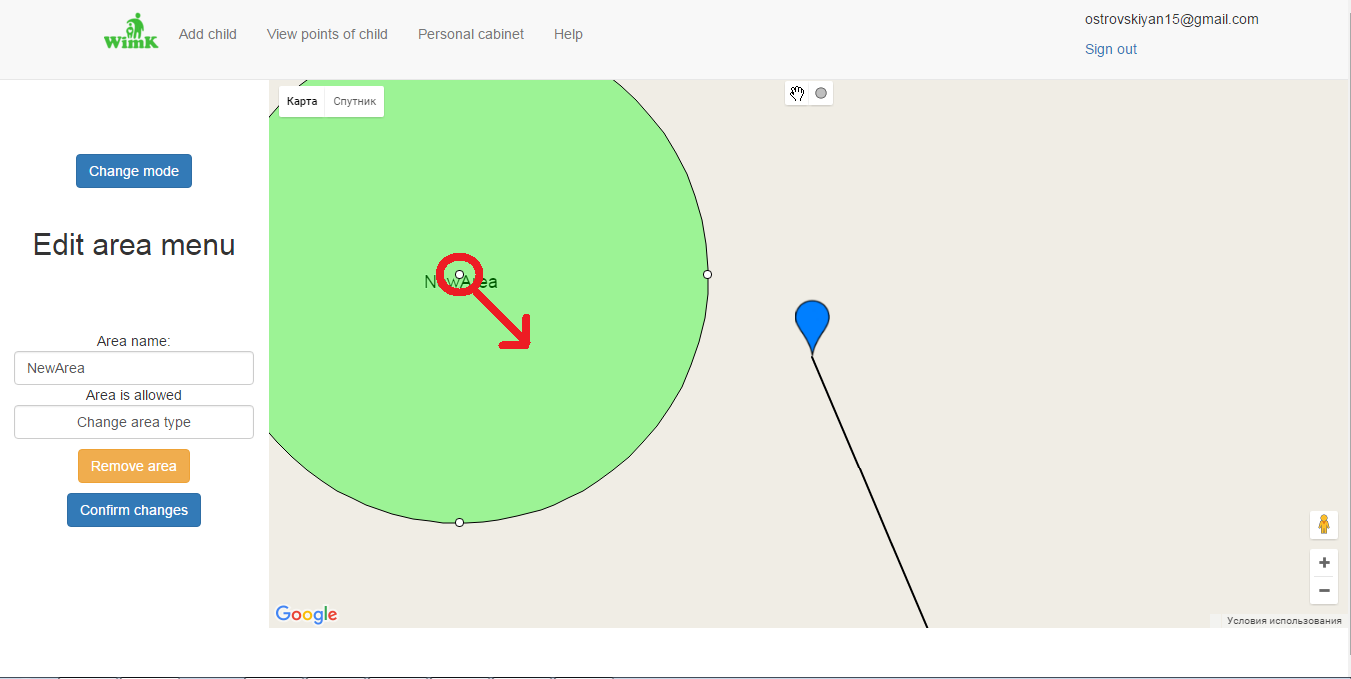 WimK
Add child
View points of child
Personal cabinet
Help
ostrovskiyan15@gmail.com
Sign out
Change mode
Edit area menu
Area name:
NewArea
Area is allowed
Change area type
Remove area
Confirm changes
Карта
Спутник
NewArea
Google
Условия использования